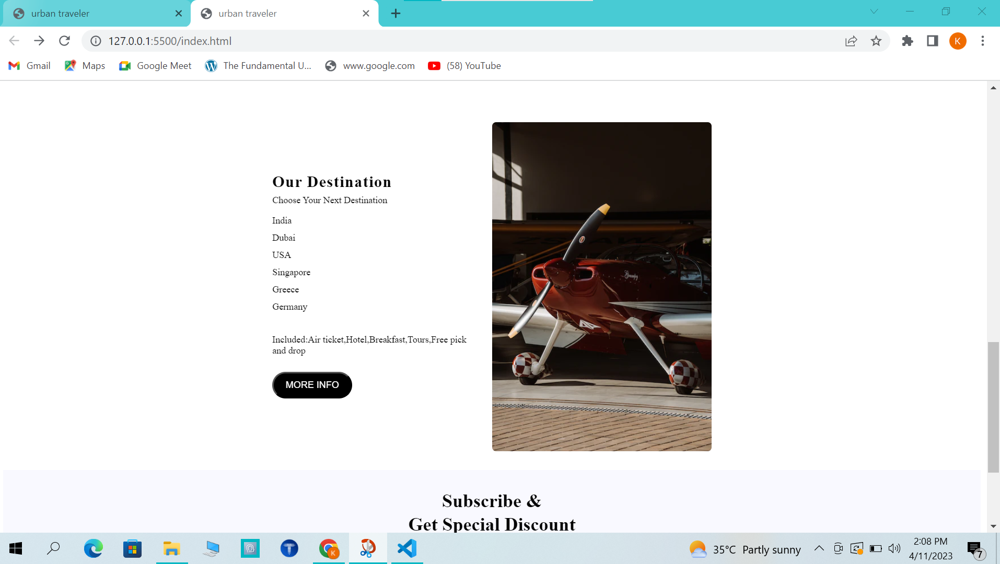 urban traveler
urban traveler
127.0.0.1:5500/index.html
K
Gmail
Maps
Google Meet
The Fundamental U...
www.google.com
(58) YouTube
Our Destination
Choose Your Next Destination
India
Dubai
USA
Singapore
Greece
Germany
Included:Air ticket,Hotel,Breakfast,Tours,Free pick
and drop
MORE INFO
Subscribe &
Get Special Discount
K
35°C Partly sunny
2:08 PM
4/11/2023
7